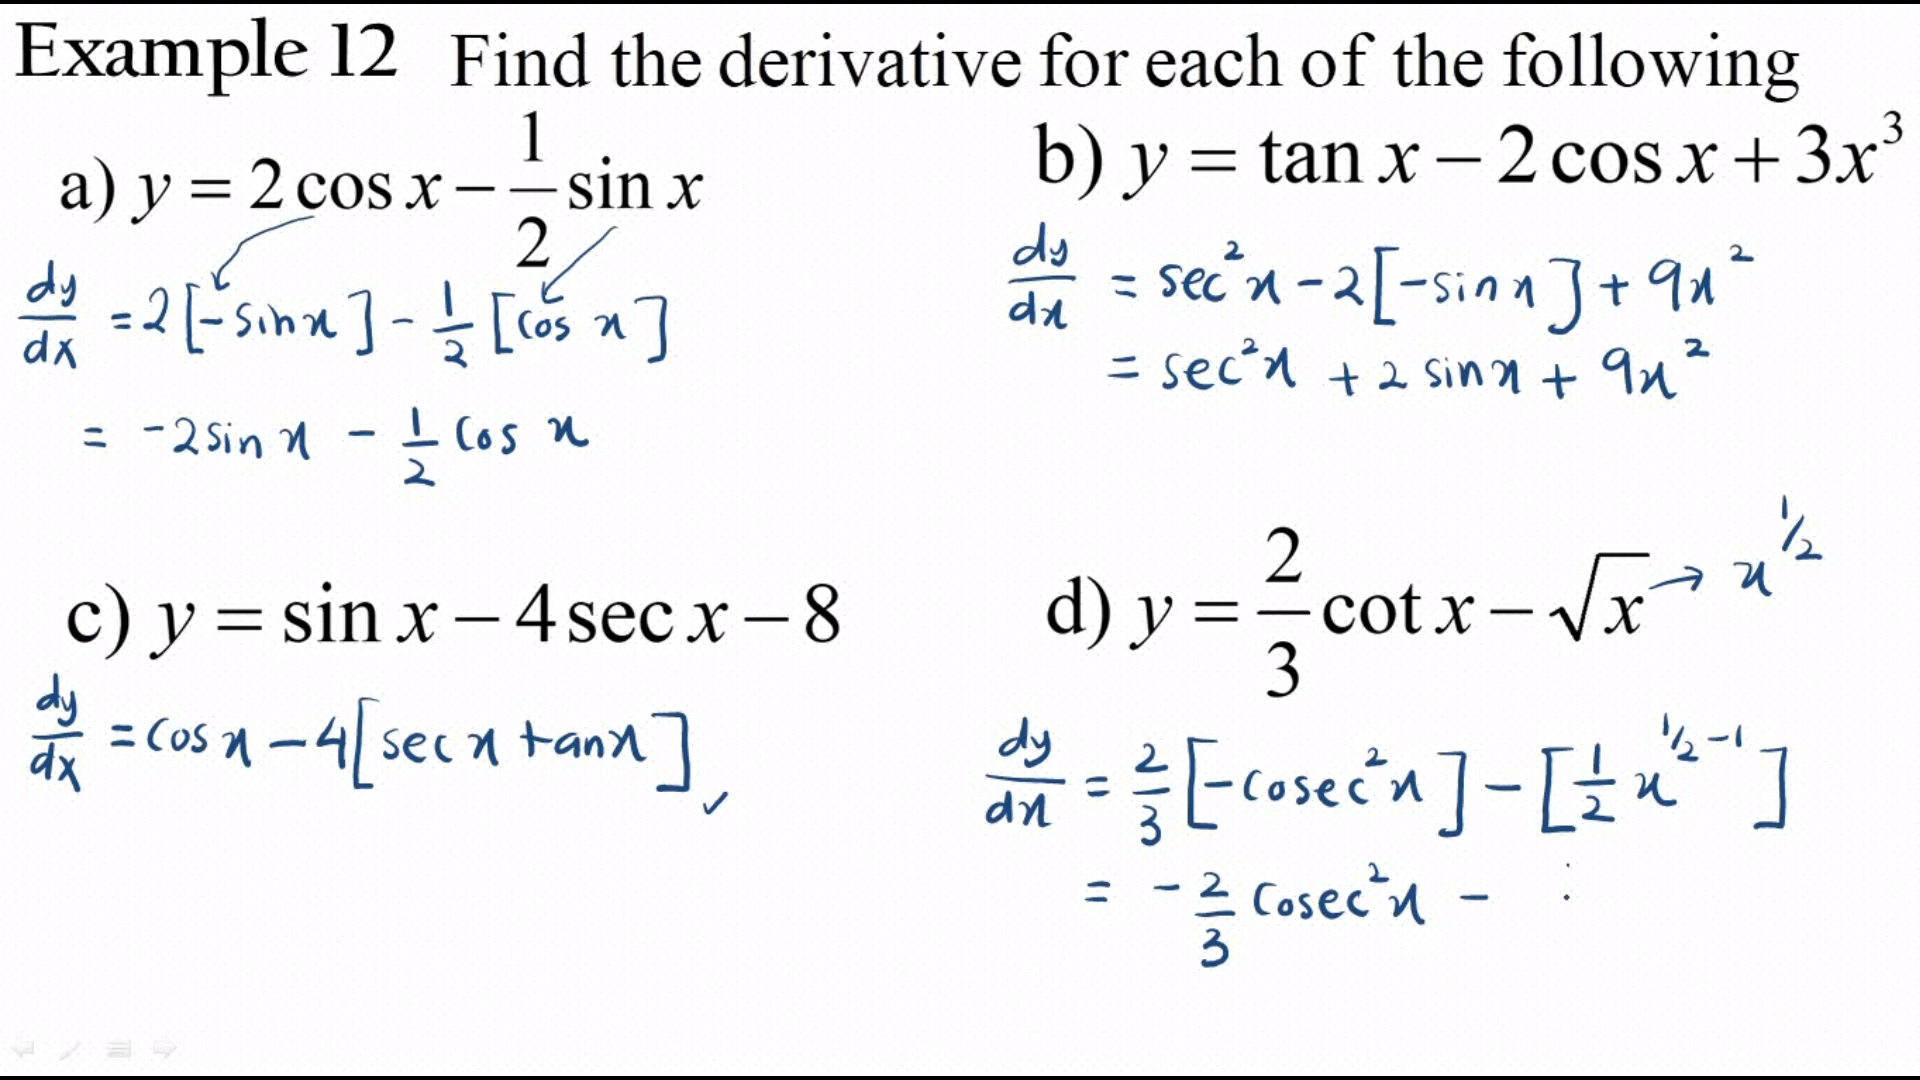 Example 12 Find the derivative for each of the following
a) y = 2 cos x − 1/2 sin x
dy/dx = 2[−sin x] − 1/2 [cos x]
= −2 sin x − 1/2 cos x
b) y = tan x − 2 cos x + 3x³
dy/dx = sec²x − 2[−sin x] + 9x²
= sec²x + 2 sin x + 9x²
c) y = sin x − 4 sec x − 8
dy/dx = cos x − 4[sec x tan x] ✓
d) y = 2/3 cot x − √x → x^(1/2)
dy/dx = 2/3 [−cosec²x] − [1/2 x^(1/2 − 1)]
= −2/3 cosec²x −